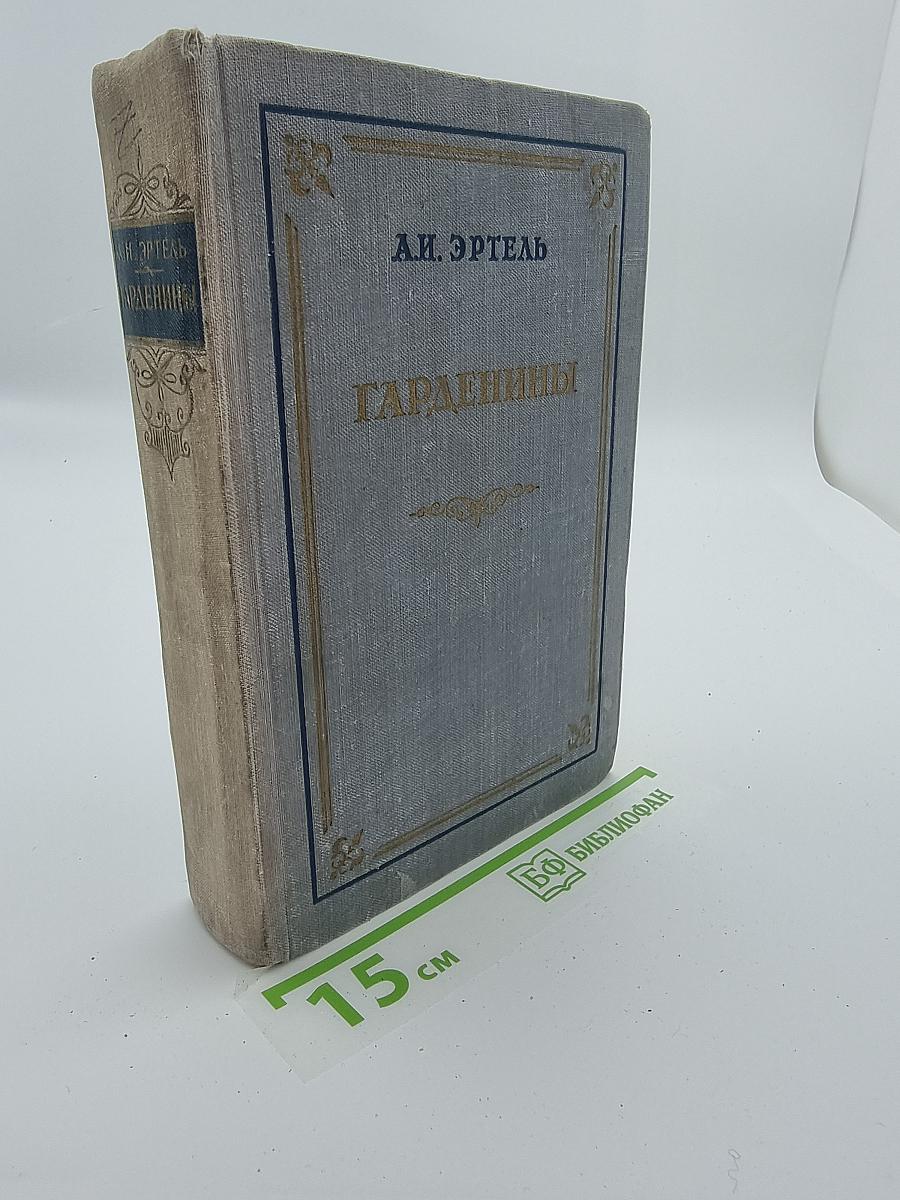 А.И. ЭРТЕЛЬ
ГАРДЕНИНЫ
А.И. ЭРТЕЛЬ
ГАРДЕНИНЫ
БФ
БИБЛИОФАН
15 см